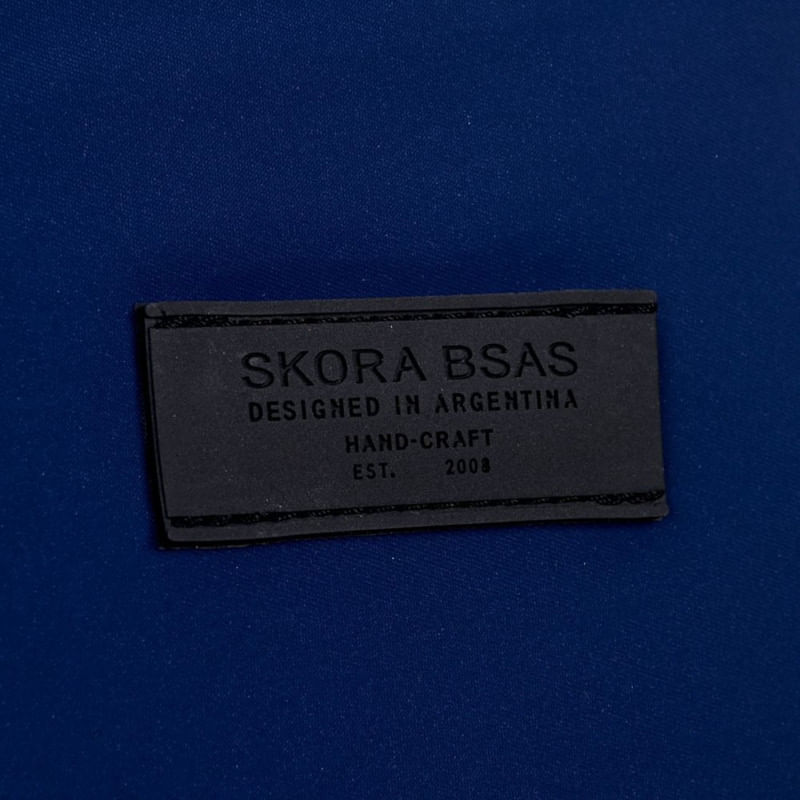 SKORA BSAS
DESIGNED IN ARGENTINA
HAND-CRAFT
EST. 2008